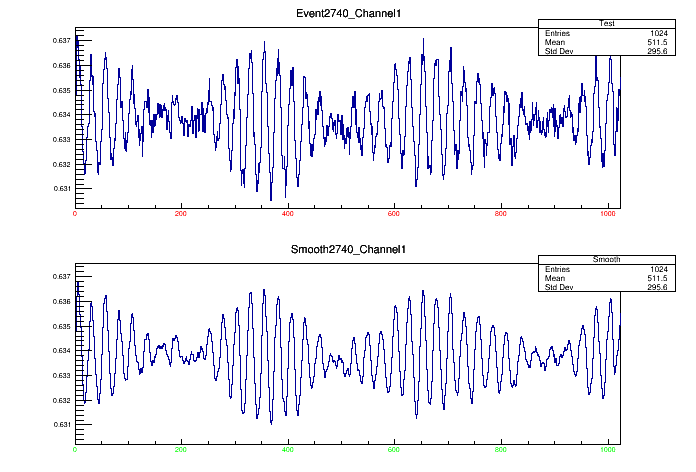 Event2740_Channel1
Test
Entries 1024
Mean 511.5
Std Dev 295.6
0.637
0.636
0.635
0.634
0.633
0.632
0.631
0 200 400 600 800 1000
Smooth2740_Channel1
Smooth
Entries 1024
Mean 511.5
Std Dev 295.6
0.637
0.636
0.635
0.634
0.633
0.632
0.631
0 200 400 600 800 1000